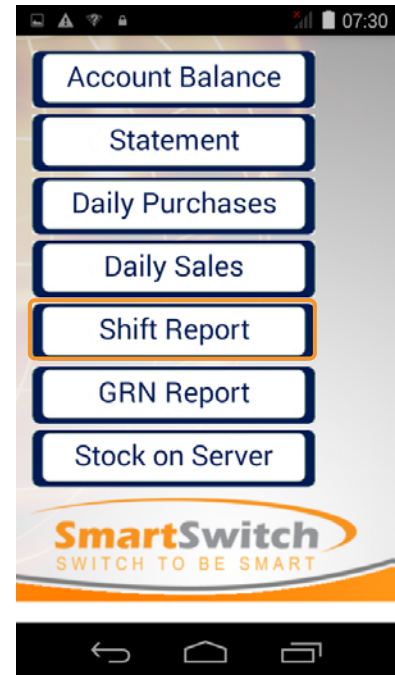 07:30
Account Balance
Statement
Daily Purchases
Daily Sales
Shift Report
GRN Report
Stock on Server
SmartSwitch
SWITCH TO BE SMART